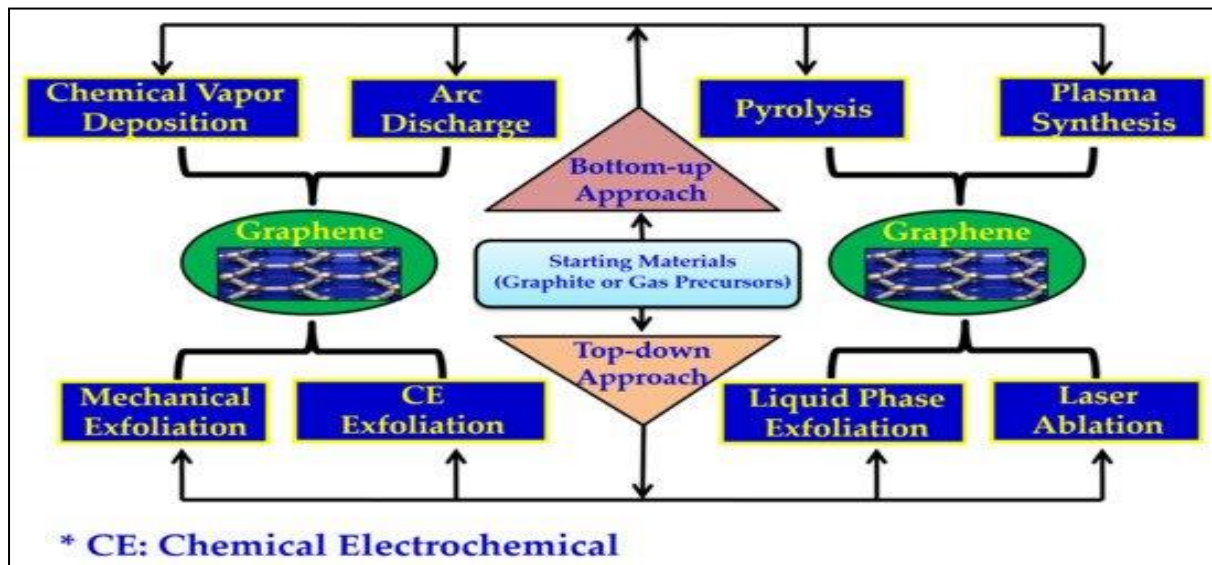 Chemical Vapor
Deposition
Arc
Discharge
Pyrolysis
Plasma
Synthesis
Bottom-up
Approach
Graphene
Graphene
Starting Materials
(Graphite or Gas Precursors)
Top-down
Approach
Mechanical
Exfoliation
CE
Exfoliation
Liquid Phase
Exfoliation
Laser
Ablation
* CE: Chemical Electrochemical